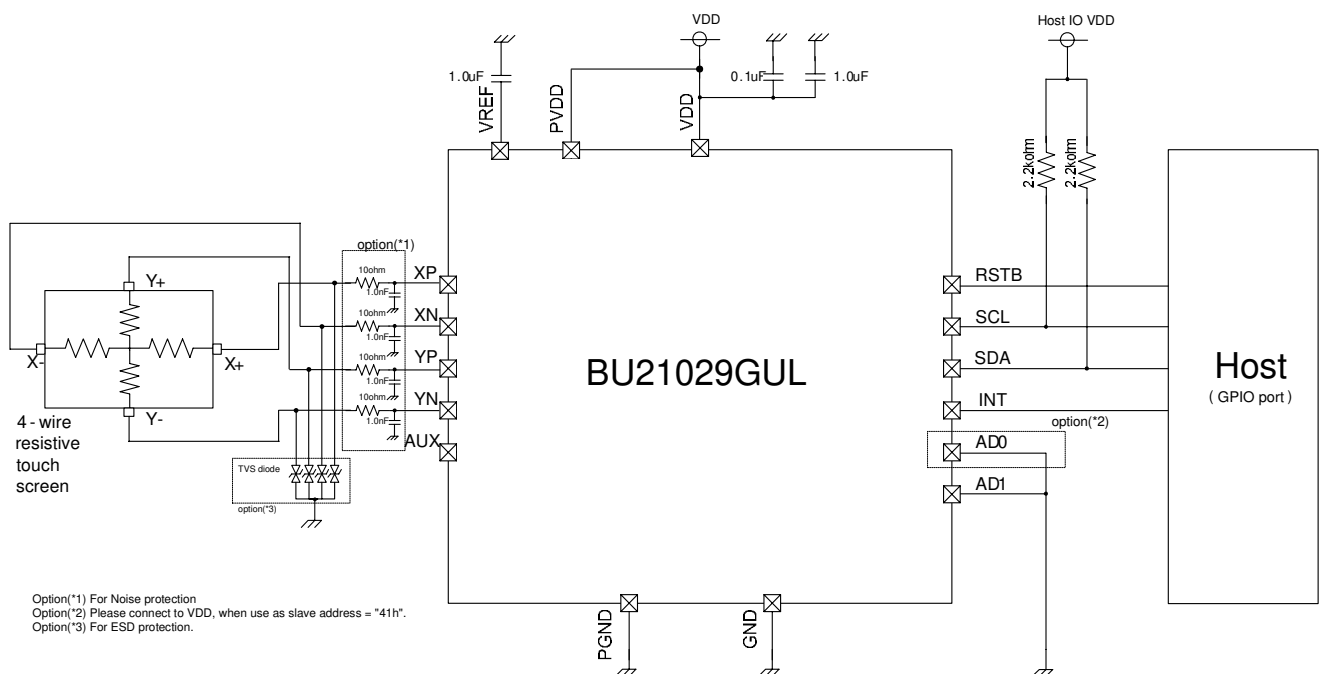 VDD
Host IO VDD
1.0uF
0.1uF
1.0uF
VREF
PVDD
VDD
2.2kohm
2.2kohm
option(*1)
10ohm
1.0nF
XP
10ohm
1.0nF
XN
10ohm
1.0nF
YP
10ohm
1.0nF
YN
AUX
Y+
X-
X+
Y-
4-wire
resistive
touch
screen
TVS diode
option(*3)
BU21029GUL
RSTB
SCL
SDA
INT
option(*2)
AD0
AD1
Host
(GPIO port)
PGND
GND
Option(*1) For Noise protection
Option(*2) Please connect to VDD, when use as slave address = "41h".
Option(*3) For ESD protection.